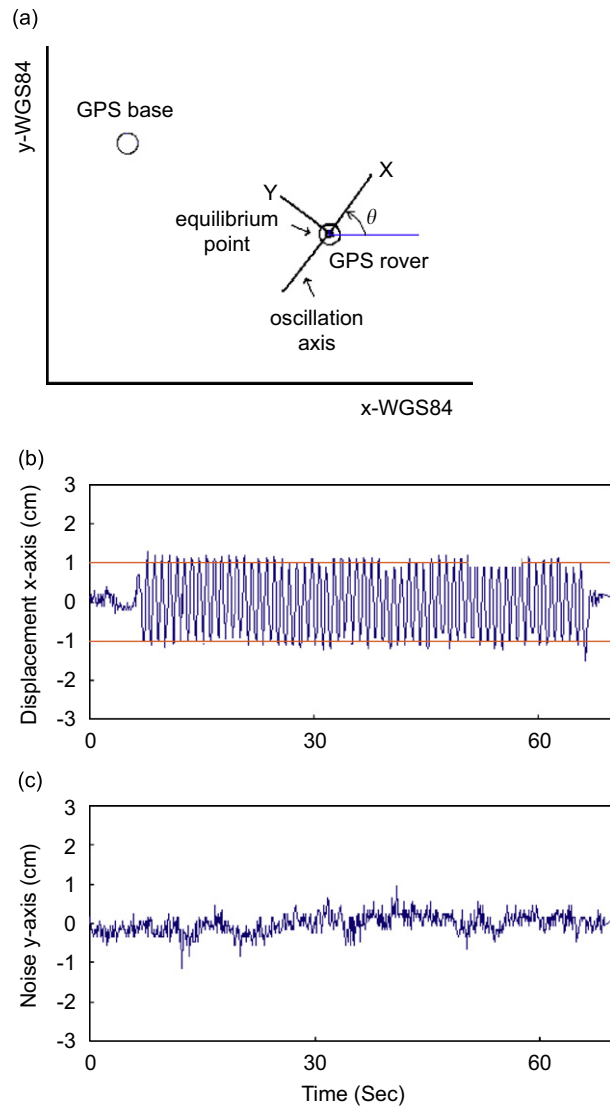 (a)
y-WGS84
GPS base
Y
X
θ
equilibrium
point
GPS rover
oscillation
axis
x-WGS84
(b)
Displacement x-axis (cm)
3
2
1
0
-1
-2
-3
0
30
60
(c)
Noise y-axis (cm)
3
2
1
0
-1
-2
-3
0
30
60
Time (Sec)